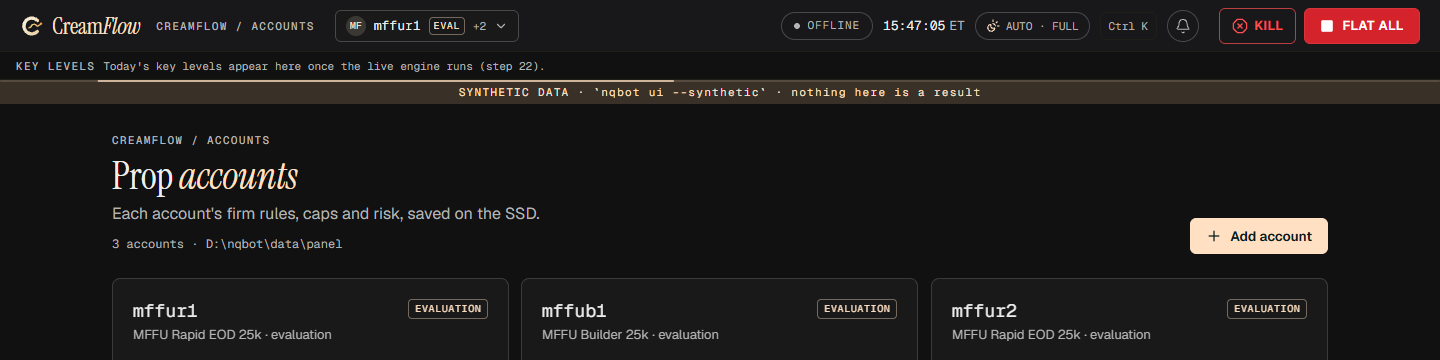 CreamFlow CREAMFLOW / ACCOUNTS MF mffur1 EVAL +2 OFFLINE 15:47:05 ET AUTO · FULL Ctrl K KILL FLAT ALL
KEY LEVELS Today's key levels appear here once the live engine runs (step 22).
SYNTHETIC DATA · `nqbot ui --synthetic` · nothing here is a result
CREAMFLOW / ACCOUNTS
Prop accounts
Each account's firm rules, caps and risk, saved on the SSD.
3 accounts · D:\nqbot\data\panel
Add account
mffur1 EVALUATION
MFFU Rapid EOD 25k · evaluation
mffub1 EVALUATION
MFFU Builder 25k · evaluation
mffur2 EVALUATION
MFFU Rapid EOD 25k · evaluation